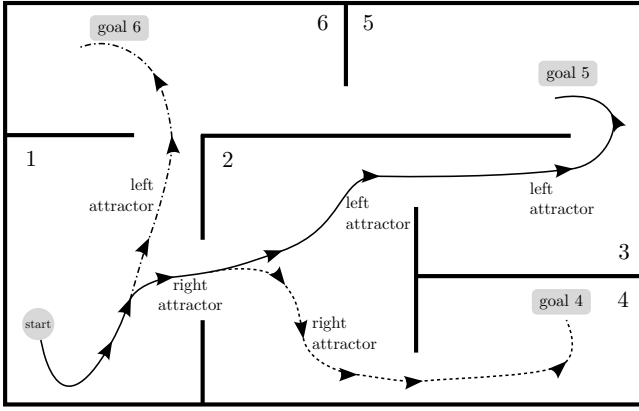 goal 6
6
5
goal 5
1
2
left
attractor
left
attractor
left
attractor
3
right
attractor
goal 4
4
start
right
attractor